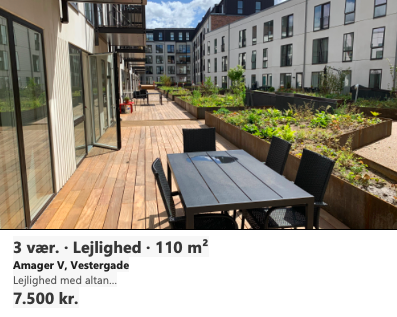 3 vær. · Lejlighed · 110 m²
Amager V, Vestergade
Lejlighed med altan...
7.500 kr.